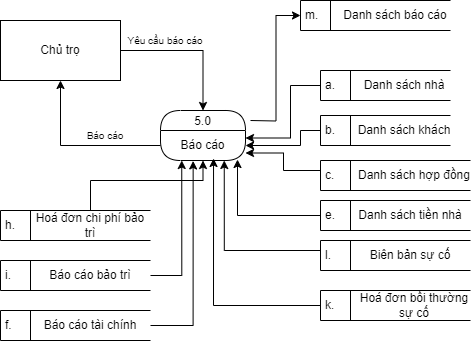 m.
Danh sách báo cáo
Chủ trọ
Yêu cầu báo cáo
5.0
Báo cáo
Báo cáo
a.
Danh sách nhà
b.
Danh sách khách
c.
Danh sách hợp đồng
e.
Danh sách tiền nhà
l.
Biên bản sự cố
k.
Hoá đơn bồi thường
sự cố
h.
Hoá đơn chi phí bảo
trì
i.
Báo cáo bảo trì
f.
Báo cáo tài chính